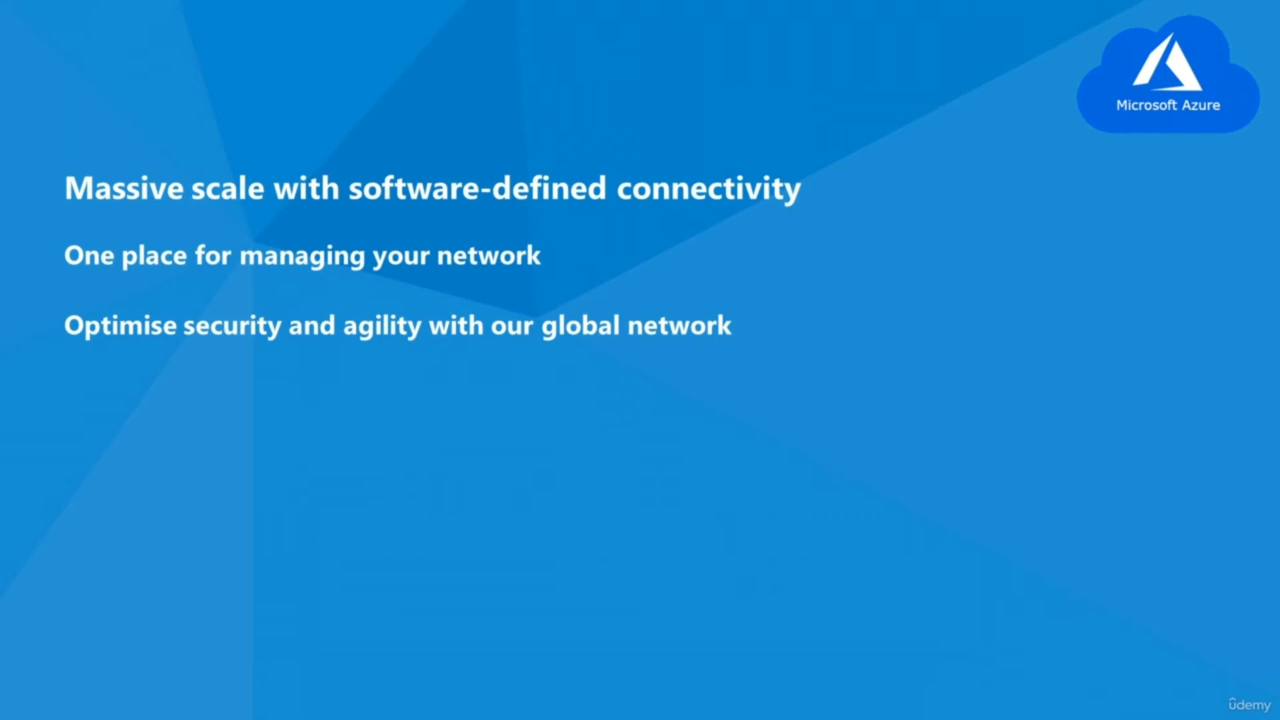 Microsoft Azure
Massive scale with software-defined connectivity
One place for managing your network
Optimise security and agility with our global network
ûdemy